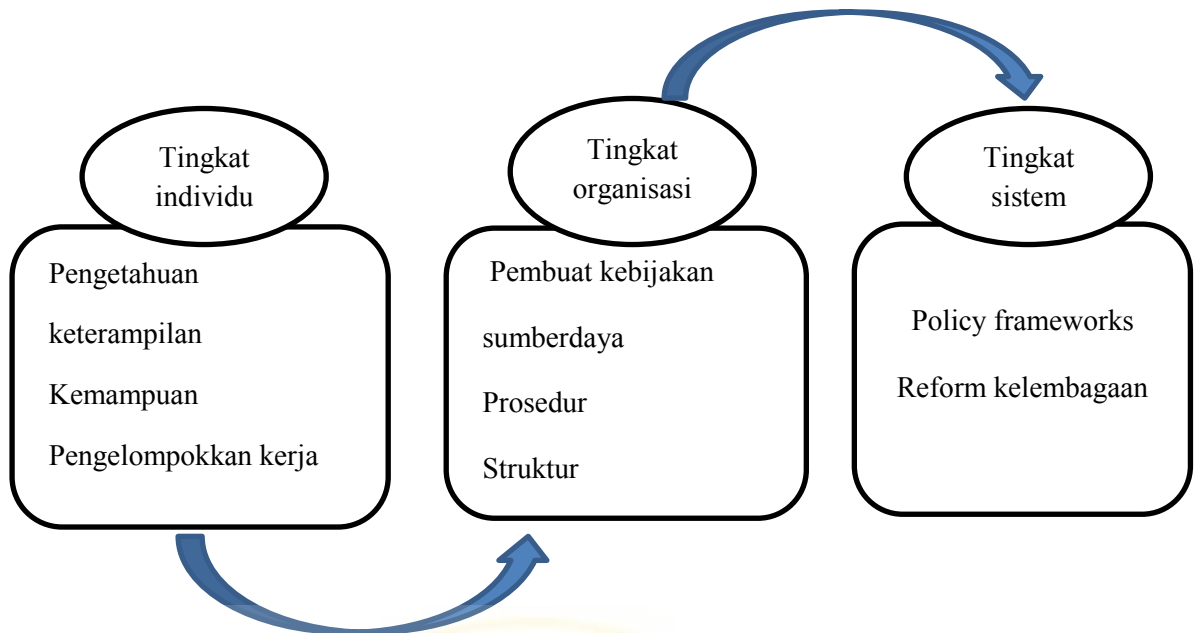 Tingkat
individu
Pengetahuan
keterampilan
Kemampuan
Pengelompokkan kerja
Tingkat
organisasi
Pembuat kebijakan
sumberdaya
Prosedur
Struktur
Tingkat
sistem
Policy frameworks
Reform kelembagaan